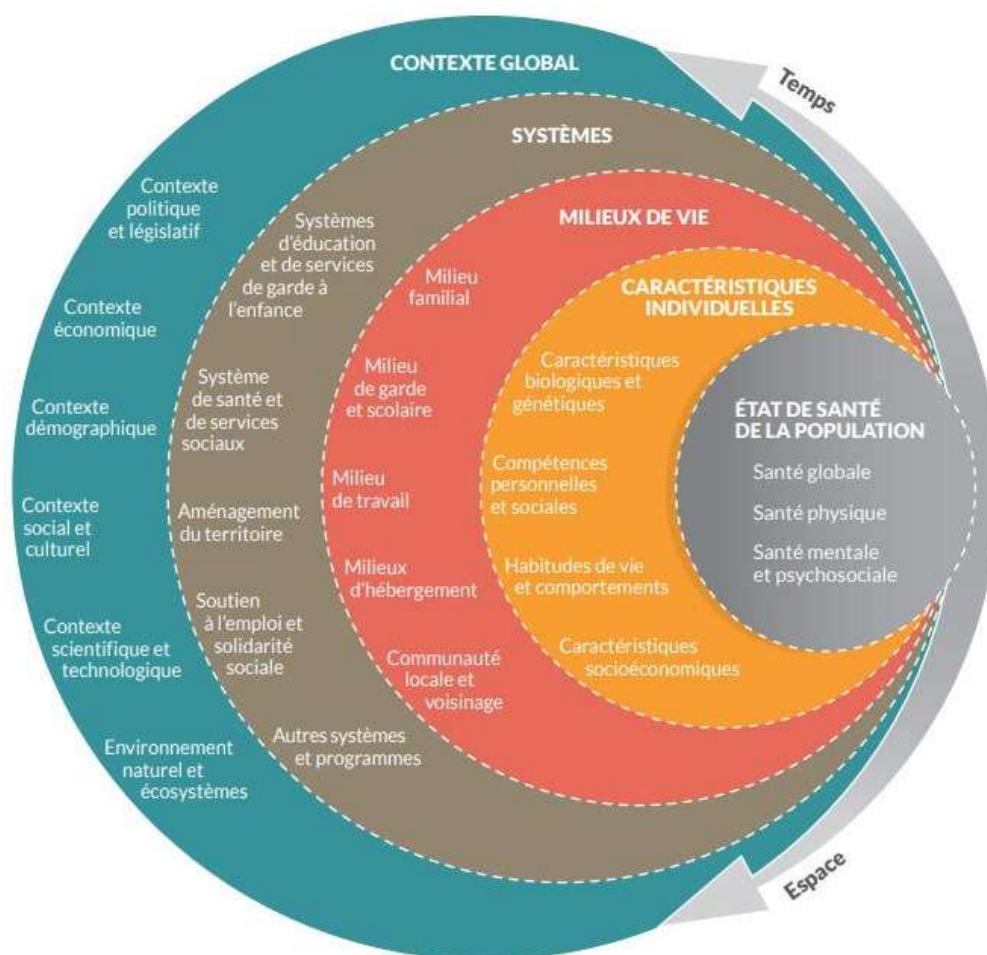 CONTEXTE GLOBAL
Temps
SYSTÈMES
MILIEUX DE VIE
CARACTÉRISTIQUES
INDIVIDUELLES
ÉTAT DE SANTÉ
DE LA POPULATION
Santé globale
Santé physique
Santé mentale
et psychosociale
Contexte
politique
et législatif
Contexte
économique
Contexte
démographique
Contexte
social et
culturel
Contexte
scientifique et
technologique
Environnement
naturel et
écosystèmes
Systèmes
d'éducation
et de services
de garde à
l'enfance
Système
de santé et
de services
sociaux
Aménagement
du territoire
Soutien
à l'emploi et
solidarité
sociale
Autres systèmes
et programmes
Milieu
familial
Milieu
de garde
et scolaire
Milieu
de travail
Milieux
d'hébergement
Communauté
locale et
voisinage
Caractéristiques
biologiques et
génétiques
Compétences
personnelles
et sociales
Habitudes de vie
et comportements
Caractéristiques
socioéconomiques
Espace